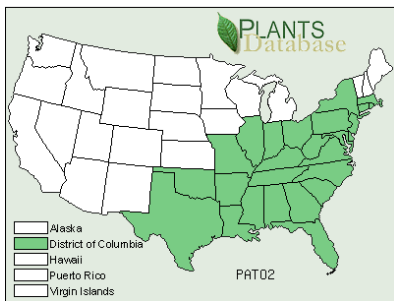 PLANTS
Database
Alaska
District of Columbia
Hawaii
Puerto Rico
Virgin Islands
PATO2